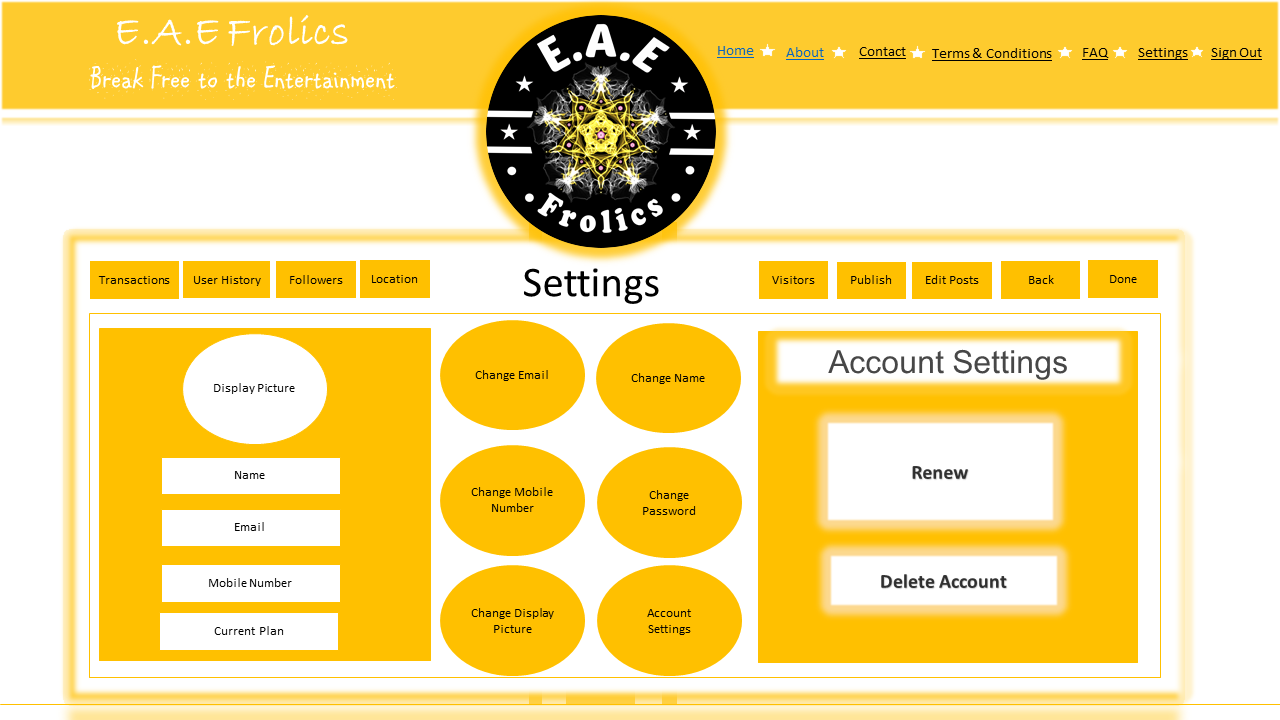 E.A.E Frolics
Break Free to the Entertainment
E.A.E
Frolics
Home
About
Contact
Terms & Conditions
FAQ
Settings
Sign Out
Transactions
User History
Followers
Location
Settings
Visitors
Publish
Edit Posts
Back
Done
Display Picture
Name
Email
Mobile Number
Current Plan
Change Email
Change Name
Change Mobile
Number
Change
Password
Change Display
Picture
Account
Settings
Account Settings
Renew
Delete Account